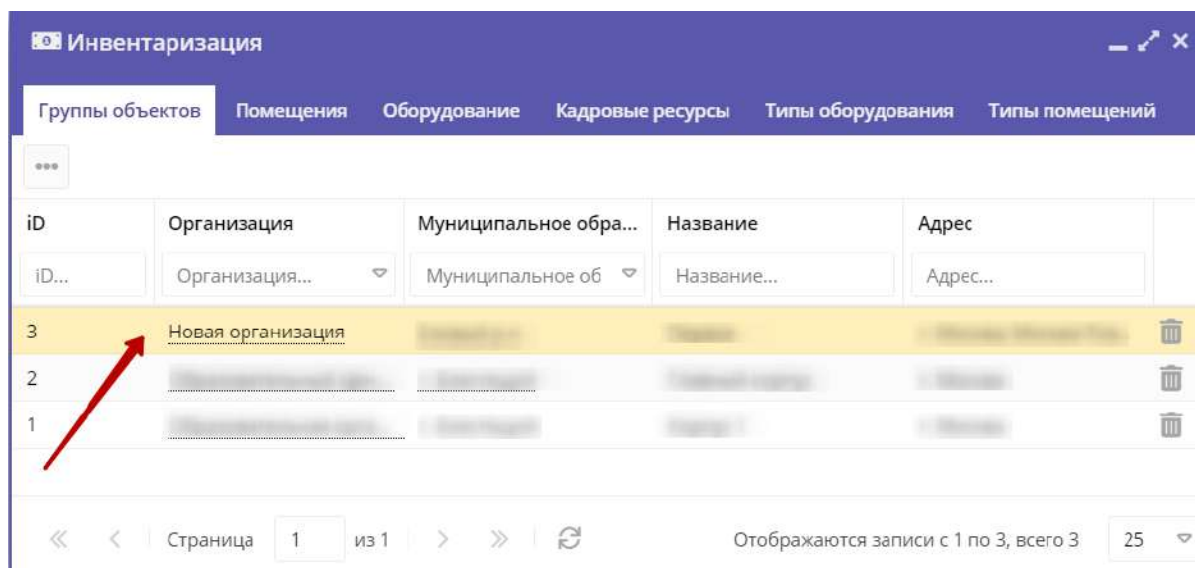 Инвентаризация
Группы объектов Помещения Оборудование Кадровые ресурсы Типы оборудования Типы помещений
iD Организация Муниципальное обра... Название Адрес
iD... Организация... Муниципальное об Название... Адрес...
3 Новая организация
2
1
Страница 1 из 1 Отображаются записи с 1 по 3, всего 3 25